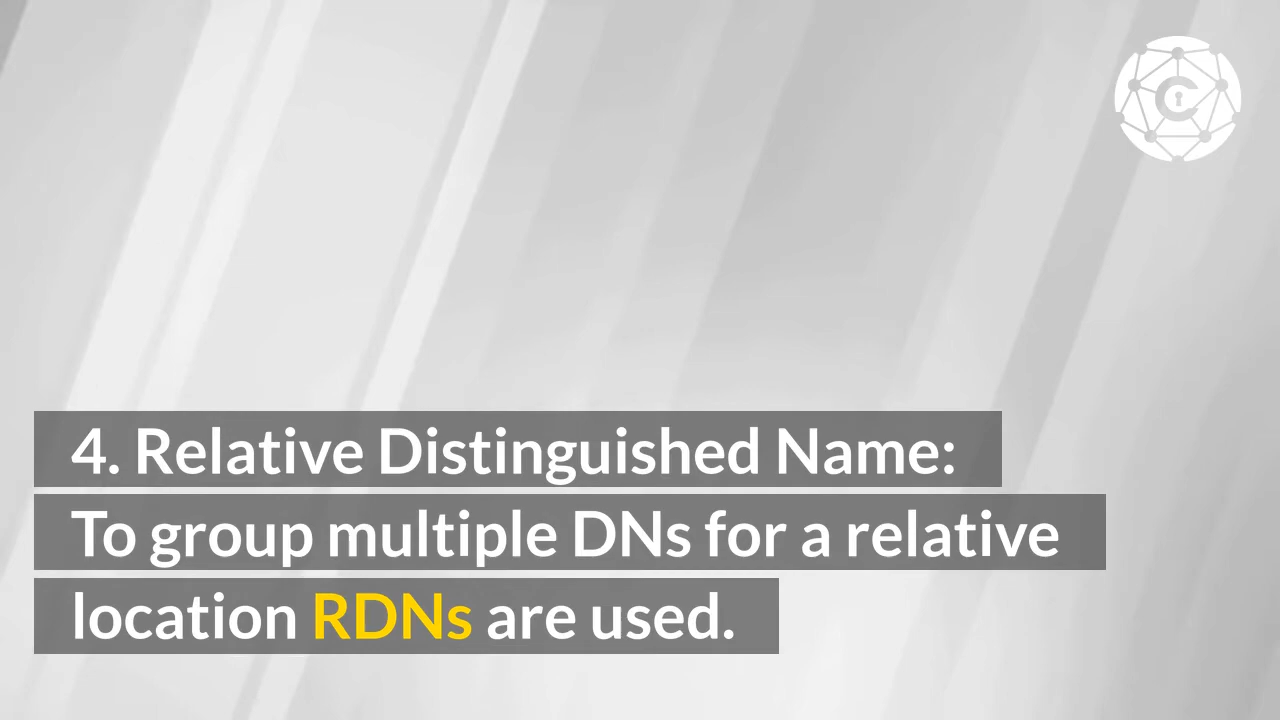 4. Relative Distinguished Name:
To group multiple DNs for a relative
location RDNs are used.